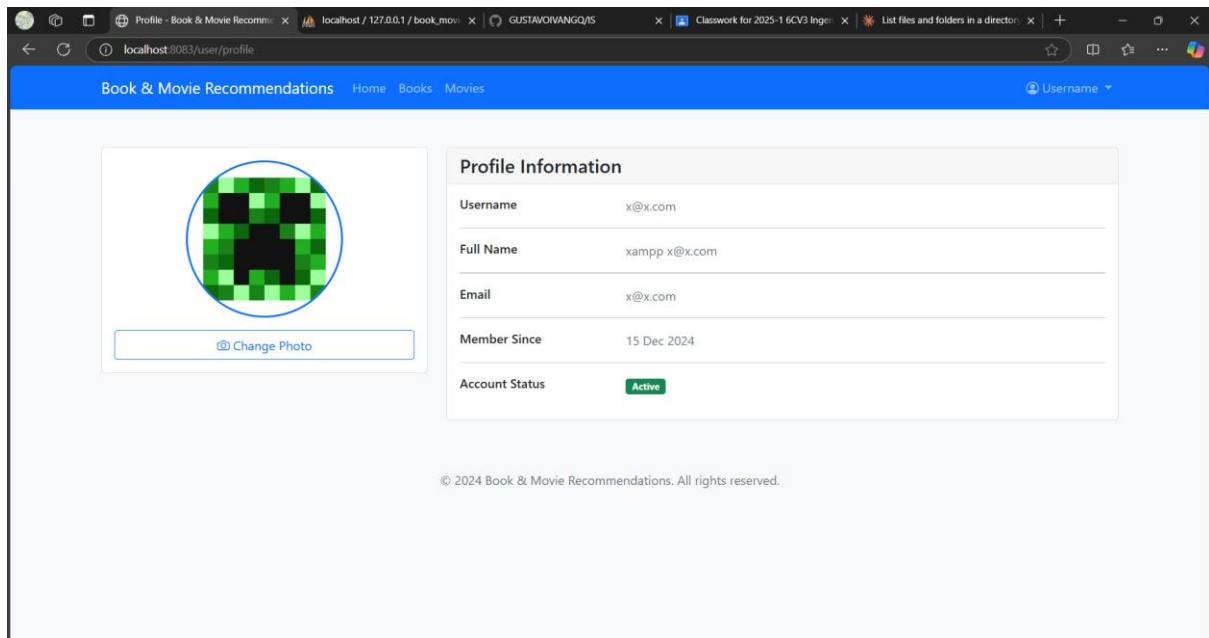 Profile - Book & Movie Recomme
localhost / 127.0.0.1 / book_movi
GUSTAVOIVANGQ/IS
Classwork for 2025-1 6CV3 Ingen
List files and folders in a director
localhost:8083/user/profile
Book & Movie Recommendations Home Books Movies Username
Profile Information
Username x@x.com
Full Name xampp x@x.com
Email x@x.com
Member Since 15 Dec 2024
Account Status Active
Change Photo
© 2024 Book & Movie Recommendations. All rights reserved.